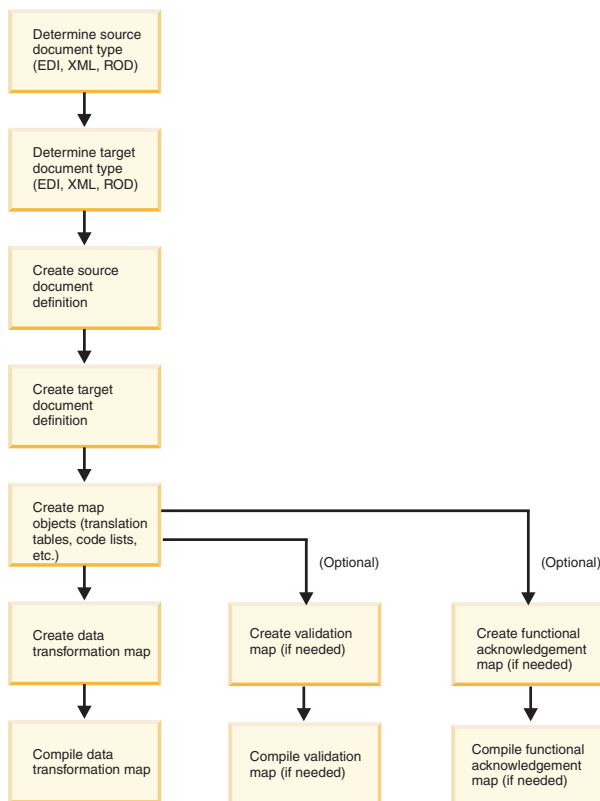 Determine source
document type
(EDI, XML, ROD)
Determine target
document type
(EDI, XML, ROD)
Create source
document
definition
Create target
document
definition
Create map
objects (translation
tables, code lists,
etc.)
(Optional)
(Optional)
Create data
transformation map
Create validation
map (if needed)
Create functional
acknowledgement
map (if needed)
Compile data
transformation map
Compile validation
map (if needed)
Compile functional
acknowledgement
map (if needed)